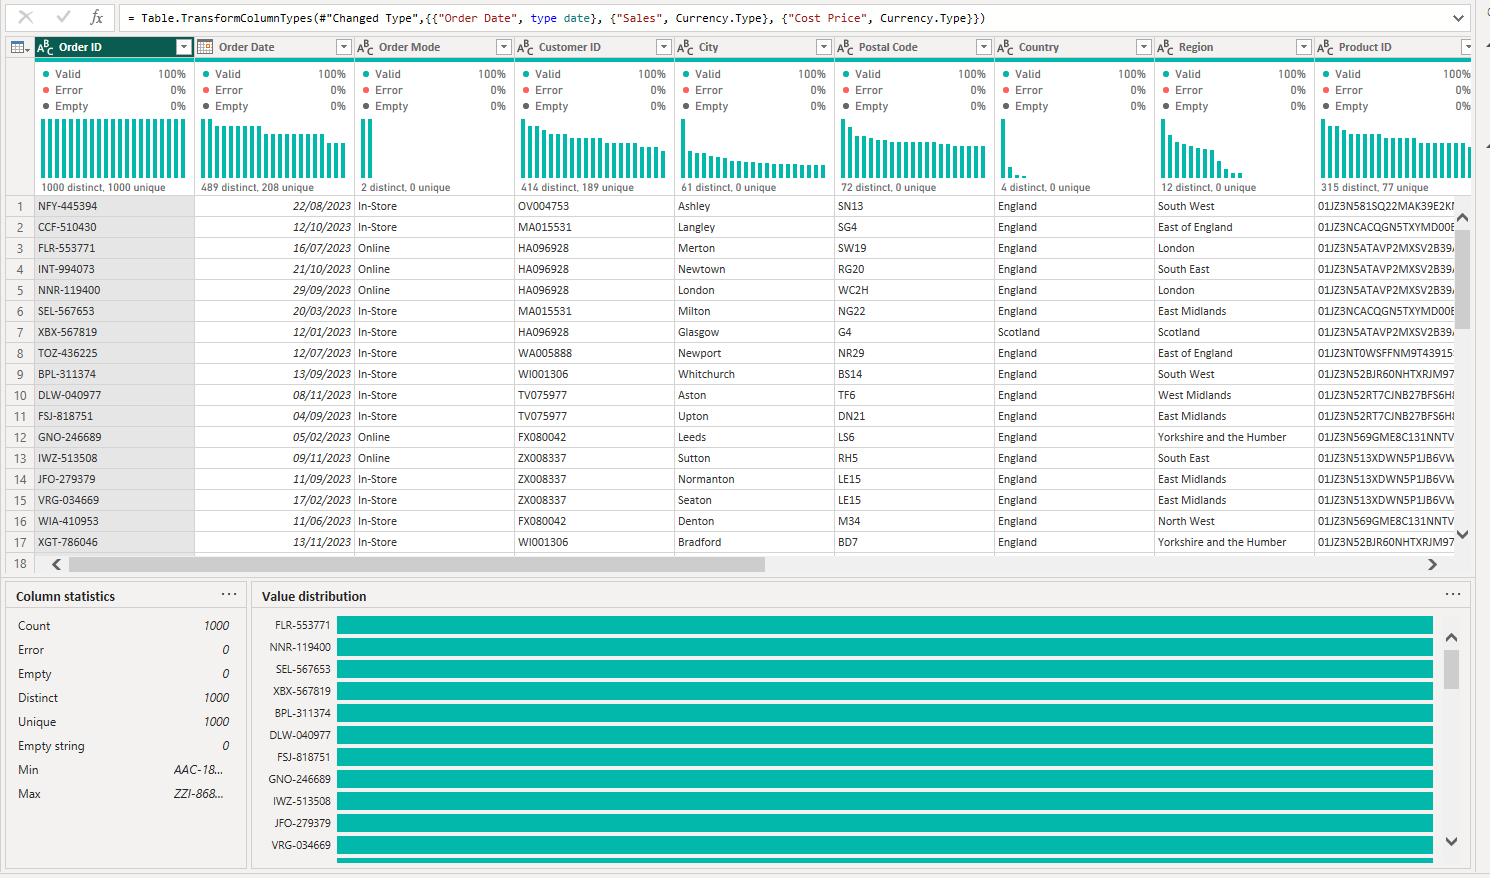 = Table.TransformColumnTypes(#"Changed Type",{{"Order Date", type date}, {"Sales", Currency.Type}, {"Cost Price", Currency.Type}})
Order ID Order Date Order Mode Customer ID City Postal Code Country Region Product ID
Valid 100% Valid 100% Valid 100% Valid 100% Valid 100% Valid 100% Valid 100% Valid 100% Valid 100%
Error 0% Error 0% Error 0% Error 0% Error 0% Error 0% Error 0% Error 0% Error 0%
Empty 0% Empty 0% Empty 0% Empty 0% Empty 0% Empty 0% Empty 0% Empty 0% Empty 0%
1000 distinct, 1000 unique 489 distinct, 208 unique 2 distinct, 0 unique 414 distinct, 189 unique 61 distinct, 0 unique 72 distinct, 0 unique 4 distinct, 0 unique 12 distinct, 0 unique 315 distinct, 77 unique
1 NFY-445394 22/08/2023 In-Store OV004753 Ashley SN13 England South West 01JZ3N581SQ22MAK39E2K
2 CCF-510430 12/10/2023 In-Store MA015531 Langley SG4 England East of England 01JZ3NCACQGN5TXYMD00E
3 FLR-553771 16/07/2023 Online HA096928 Merton SW19 England London 01JZ3N5ATAVP2MXSV2B39
4 INT-994073 21/10/2023 Online HA096928 Newtown RG20 England South East 01JZ3N5ATAVP2MXSV2B39
5 NNR-119400 29/09/2023 Online HA096928 London WC2H England London 01JZ3N5ATAVP2MXSV2B39
6 SEL-567653 20/03/2023 In-Store MA015531 Milton NG22 England East Midlands 01JZ3NCACQGN5TXYMD00E
7 XBX-567819 12/01/2023 In-Store HA096928 Glasgow G4 Scotland Scotland 01JZ3N5ATAVP2MXSV2B39
8 TOZ-436225 12/07/2023 In-Store WA005888 Newport NR29 England East of England 01JZ3NT0WSFFNM9T43915
9 BPL-311374 13/09/2023 In-Store WI001306 Whitchurch BS14 England South West 01JZ3N52BJR60NHTXRJM97
10 DLW-040977 08/11/2023 In-Store TV075977 Aston TF6 England West Midlands 01JZ3N52RT7CJNB27BFS6H
11 FSJ-818751 04/09/2023 In-Store TV075977 Upton DN21 England East Midlands 01JZ3N52RT7CJNB27BFS6H
12 GNO-246689 05/02/2023 Online FX080042 Leeds LS6 England Yorkshire and the Humber 01JZ3N569GME8C131NNTV
13 IWZ-513508 09/11/2023 Online ZX008337 Sutton RH5 England South East 01JZ3N513XDWN5P1JB6VW
14 JFO-279379 11/09/2023 In-Store ZX008337 Normanton LE15 England East Midlands 01JZ3N513XDWN5P1JB6VW
15 VRG-034669 17/02/2023 In-Store ZX008337 Seaton LE15 England East Midlands 01JZ3N513XDWN5P1JB6VW
16 WIA-410953 11/06/2023 In-Store FX080042 Denton M34 England North West 01JZ3N569GME8C131NNTV
17 XGT-786046 13/11/2023 In-Store WI001306 Bradford BD7 England Yorkshire and the Humber 01JZ3N52BJR60NHTXRJM97
18
Column statistics
Count 1000
Error 0
Empty 0
Distinct 1000
Unique 1000
Empty string 0
Min AAC-18...
Max ZZI-868...
Value distribution
FLR-553771
NNR-119400
SEL-567653
XBX-567819
BPL-311374
DLW-040977
FSJ-818751
GNO-246689
IWZ-513508
JFO-279379
VRG-034669